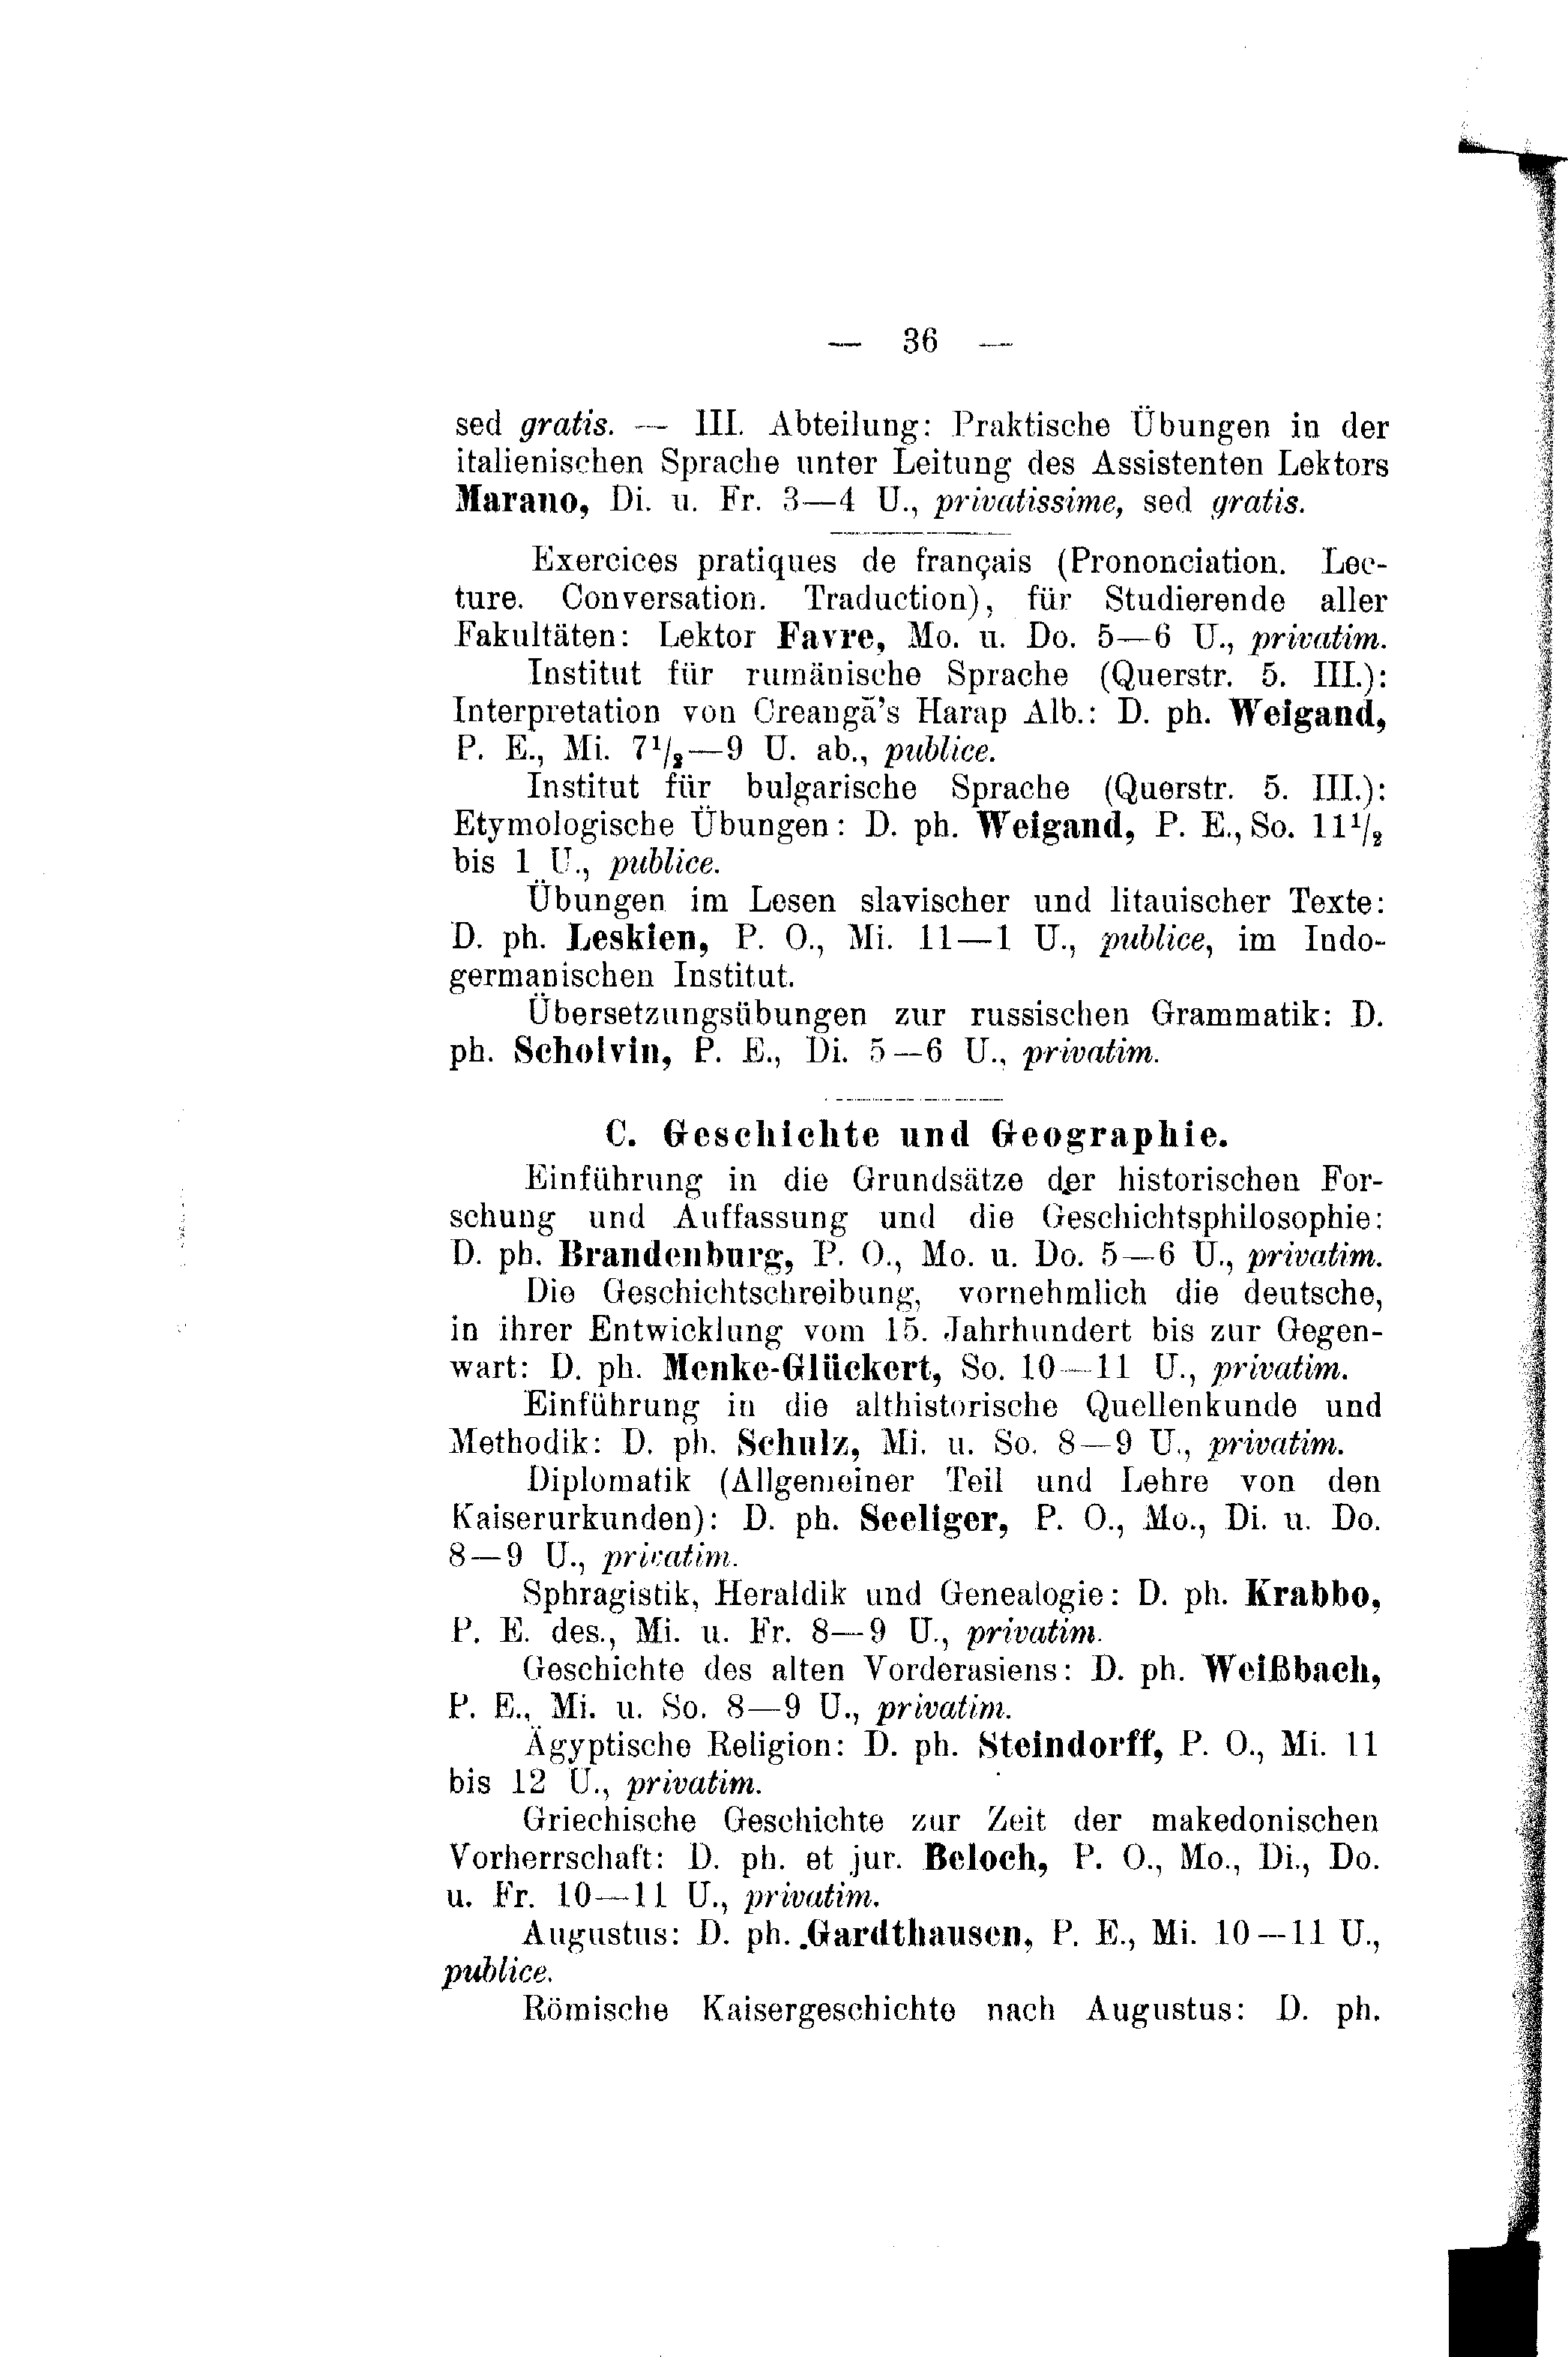 — 36 —
sed gratis. — III. Abteilung: Praktische Übungen in der
italienischen Sprache unter Leitung des Assistenten Lektors
Marano, Di. u. Fr. 3—4 U., privatissime, sed gratis.
Exercices pratiques de français (Prononciation. Lec-
ture. Conversation. Traduction), für Studierende aller
Fakultäten: Lektor Favre, Mo. u. Do. 5—6 U., privatim.
Institut für rumänische Sprache (Querstr. 5. III.):
Interpretation von Creangă's Harap Alb.: D. ph. Weigand,
P. E., Mi. 7¹/₂—9 U. ab., publice.
Institut für bulgarische Sprache (Querstr. 5. III.):
Etymologische Übungen: D. ph. Weigand, P. E., So. 11¹/₂
bis 1 U., publice.
Übungen im Lesen slavischer und litauischer Texte:
D. ph. Leskien, P. O., Mi. 11—1 U., publice, im Indo-
germanischen Institut.
Übersetzungsübungen zur russischen Grammatik: D.
ph. Scholvin, P. E., Di. 5—6 U., privatim.
C. Geschichte und Geographie.
Einführung in die Grundsätze der historischen For-
schung und Auffassung und die Geschichtsphilosophie:
D. ph. Brandenburg, P. O., Mo. u. Do. 5—6 U., privatim.
Die Geschichtschreibung, vornehmlich die deutsche,
in ihrer Entwicklung vom 15. Jahrhundert bis zur Gegen-
wart: D. ph. Menke-Glückert, So. 10—11 U., privatim.
Einführung in die althistorische Quellenkunde und
Methodik: D. ph. Schulz, Mi. u. So. 8—9 U., privatim.
Diplomatik (Allgemeiner Teil und Lehre von den
Kaiserurkunden): D. ph. Seeliger, P. O., Mo., Di. u. Do.
8—9 U., privatim.
Sphragistik, Heraldik und Genealogie: D. ph. Krabbo,
P. E. des., Mi. u. Fr. 8—9 U., privatim.
Geschichte des alten Vorderasiens: D. ph. Weißbach,
P. E., Mi. u. So. 8—9 U., privatim.
Ägyptische Religion: D. ph. Steindorff, P. O., Mi. 11
bis 12 U., privatim.
Griechische Geschichte zur Zeit der makedonischen
Vorherrschaft: D. ph. et jur. Beloch, P. O., Mo., Di., Do.
u. Fr. 10—11 U., privatim.
Augustus: D. ph. Gardthausen, P. E., Mi. 10—11 U.,
publice.
Römische Kaisergeschichte nach Augustus: D. ph.